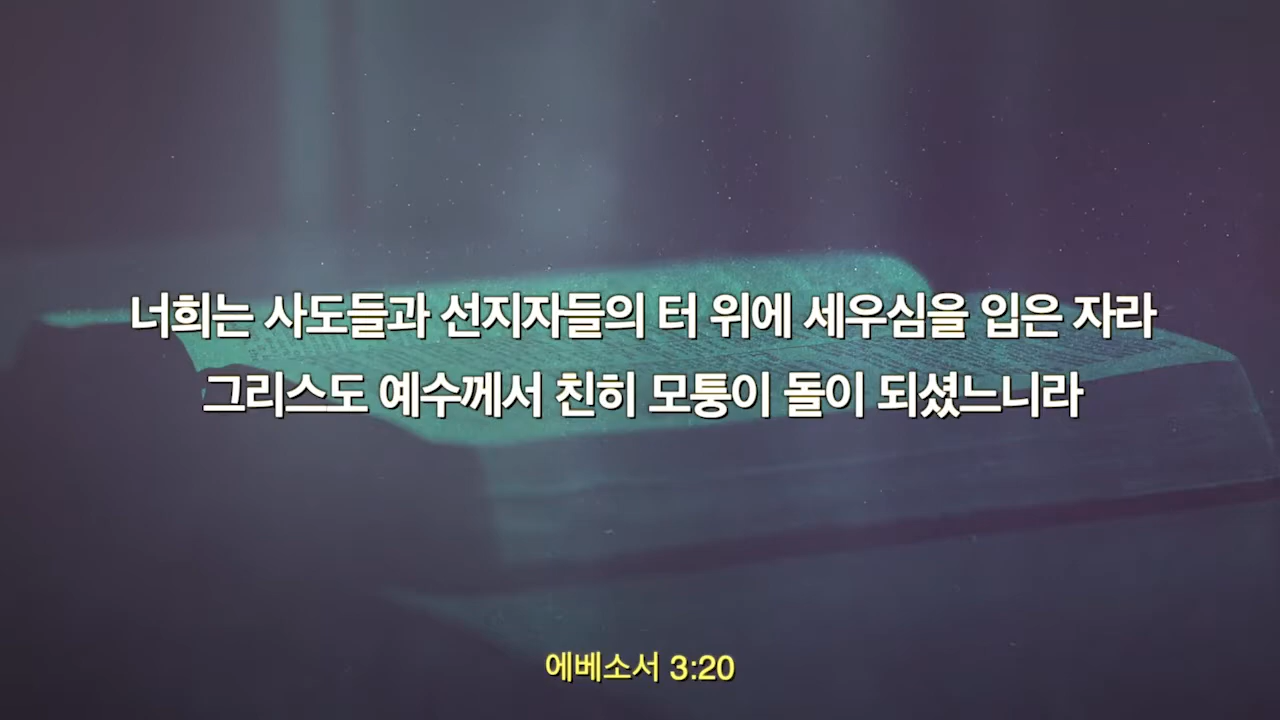 너희는 사도들과 선지자들의 터 위에 세우심을 입은 자라
그리스도 예수께서 친히 모퉁이 돌이 되셨느니라
에베소서 3:20